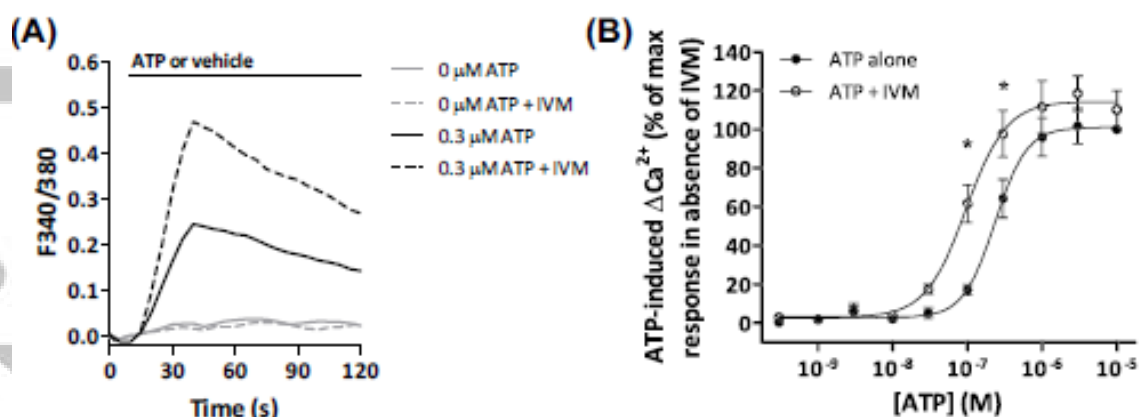 (A)
ATP or vehicle
0.6
0.5
0.4
0.3
0.2
0.1
0.0
F340/380
0 30 60 90 120
Time (s)
0 μM ATP
0 μM ATP + IVM
0.3 μM ATP
0.3 μM ATP + IVM
(B)
ATP-induced ΔCa²⁺ (% of max
response in absence of IVM)
140
120
100
80
60
40
20
0
ATP alone
ATP + IVM
*
*
10⁻⁹ 10⁻⁸ 10⁻⁷ 10⁻⁶ 10⁻⁵
[ATP] (M)